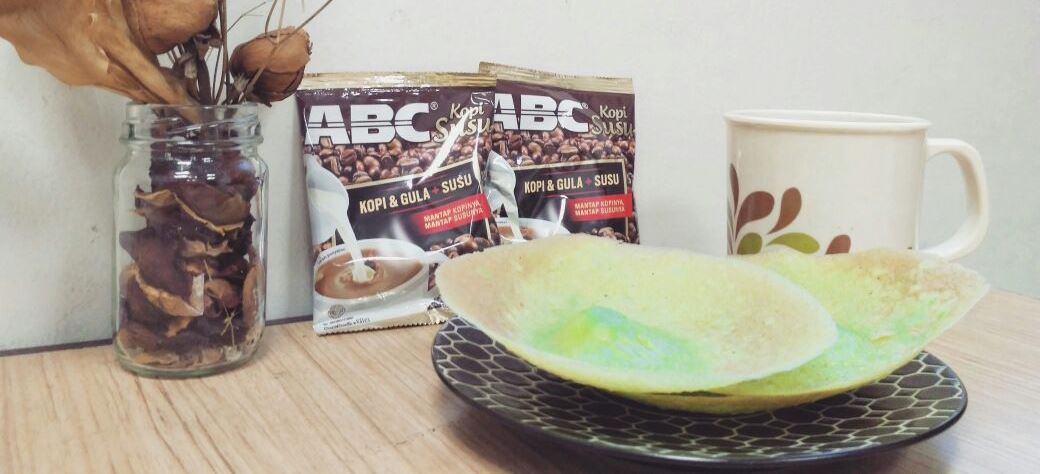 ABC®
Kopi
Susu
KOPI & GULA + SUSU
MANTAP KOPINYA,
MANTAP SUSUNYA
ABC®
Kopi
Susu
KOPI & GULA + SUSU
MANTAP KOPINYA,
MANTAP SUSUNYA